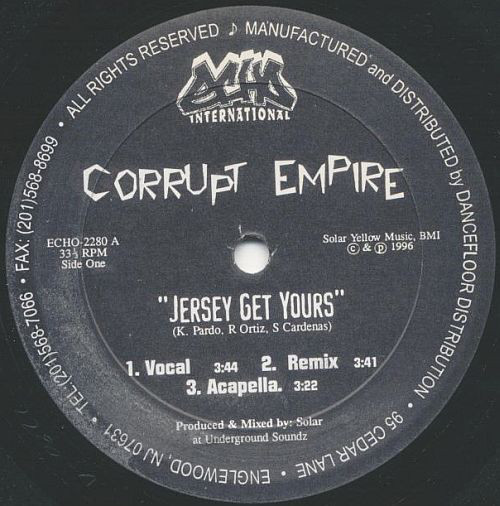 ECHO
INTERNATIONAL
CORRUPT EMPIRE
ECHO-2280 A
33⅓ RPM
Side One
Solar Yellow Music, BMI
© & ℗ 1996
"JERSEY GET YOURS"
(K. Pardo, R Ortiz, S Cardenas)
1. Vocal 3:44 2. Remix 3:41
3. Acapella. 3:22
Produced & Mixed by: Solar
at Underground Soundz
ALL RIGHTS RESERVED ♪ MANUFACTURED and DISTRIBUTED by DANCEFLOOR DISTRIBUTION • 95 CEDAR LANE • ENGLEWOOD, NJ 07631 • TEL(201)568-7066 • FAX: (201)568-8699 •